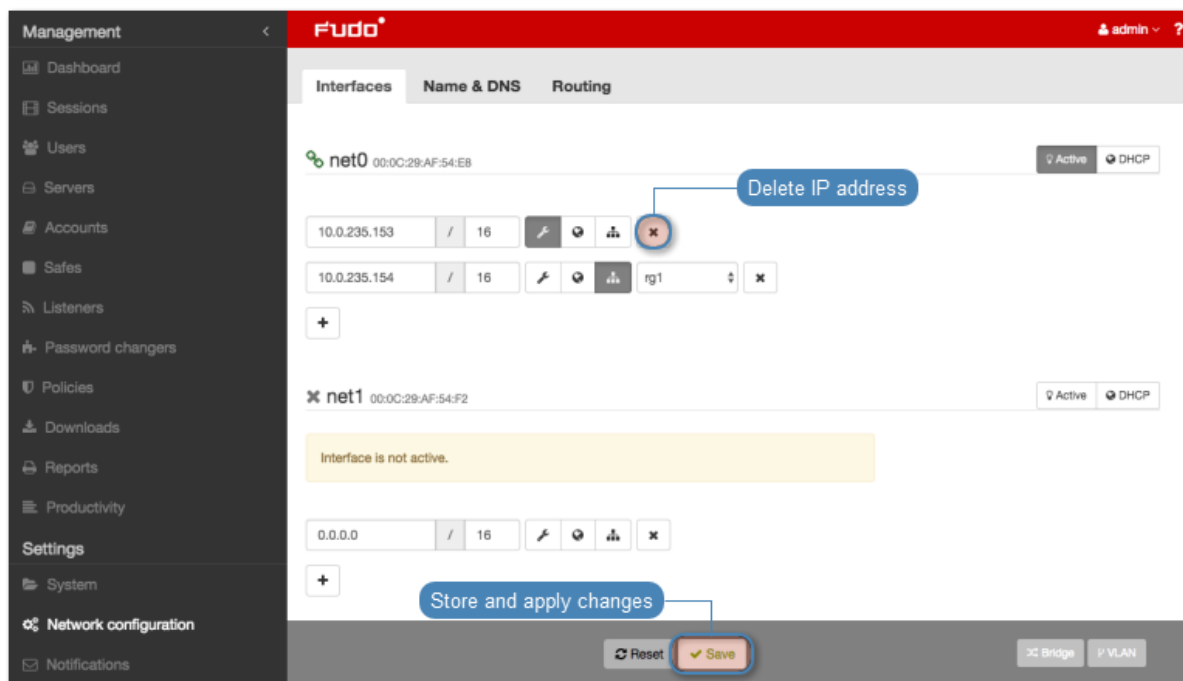 Management
Dashboard
Sessions
Users
Servers
Accounts
Safes
Listeners
Password changers
Policies
Downloads
Reports
Productivity
Settings
System
Network configuration
Notifications
FUDO
admin ?
Interfaces Name & DNS Routing
net0 00:0C:29:AF:54:E8
Active DHCP
Delete IP address
10.0.235.153 / 16
10.0.235.154 / 16 rg1
+
net1 00:0C:29:AF:54:F2
Active DHCP
Interface is not active.
0.0.0.0 / 16
+
Store and apply changes
Reset Save Bridge VLAN